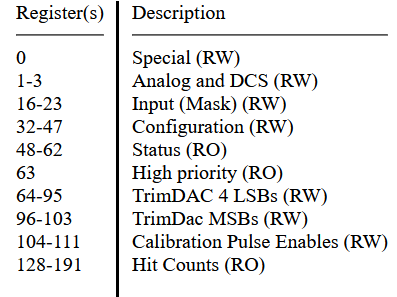 Register(s) Description
0 Special (RW)
1-3 Analog and DCS (RW)
16-23 Input (Mask) (RW)
32-47 Configuration (RW)
48-62 Status (RO)
63 High priority (RO)
64-95 TrimDAC 4 LSBs (RW)
96-103 TrimDac MSBs (RW)
104-111 Calibration Pulse Enables (RW)
128-191 Hit Counts (RO)